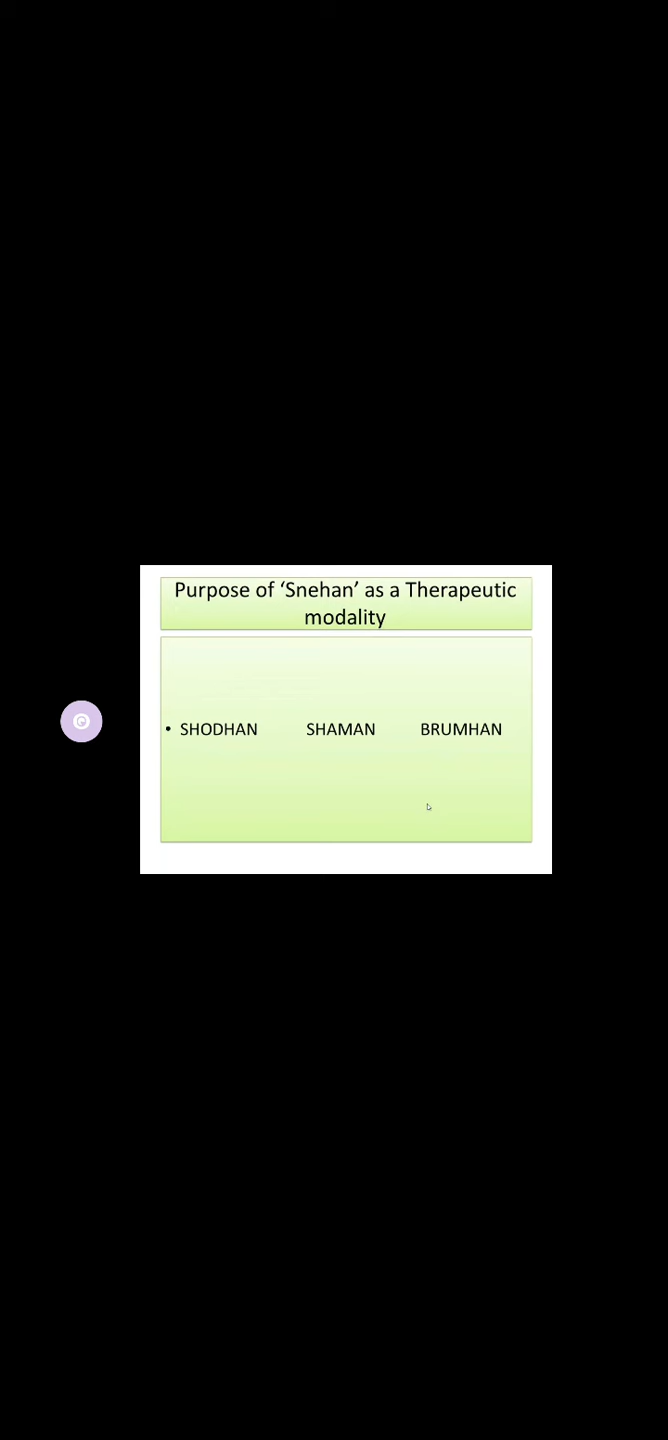 Purpose of ‘Snehan’ as a Therapeutic
modality
• SHODHAN SHAMAN BRUMHAN